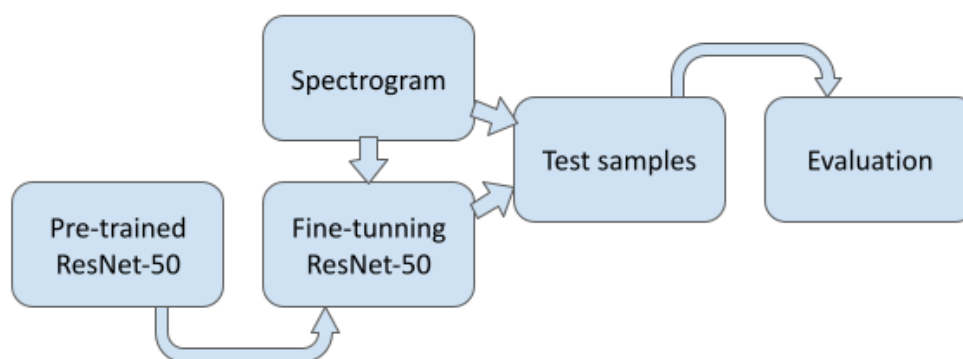 Spectrogram
Test samples
Evaluation
Pre-trained
ResNet-50
Fine-tunning
ResNet-50